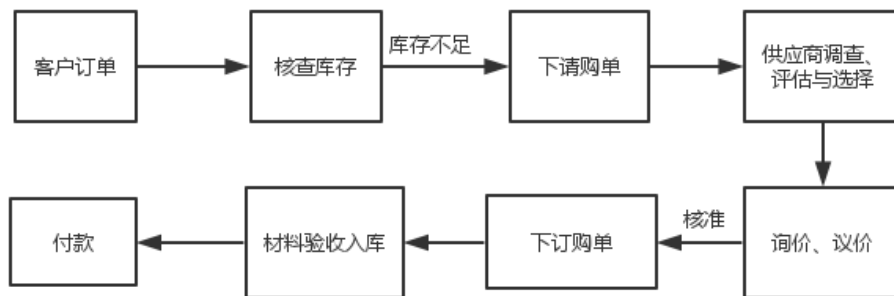 客户订单
核查库存
库存不足
下请购单
供应商调查、
评估与选择
询价、议价
核准
下订购单
材料验收入库
付款